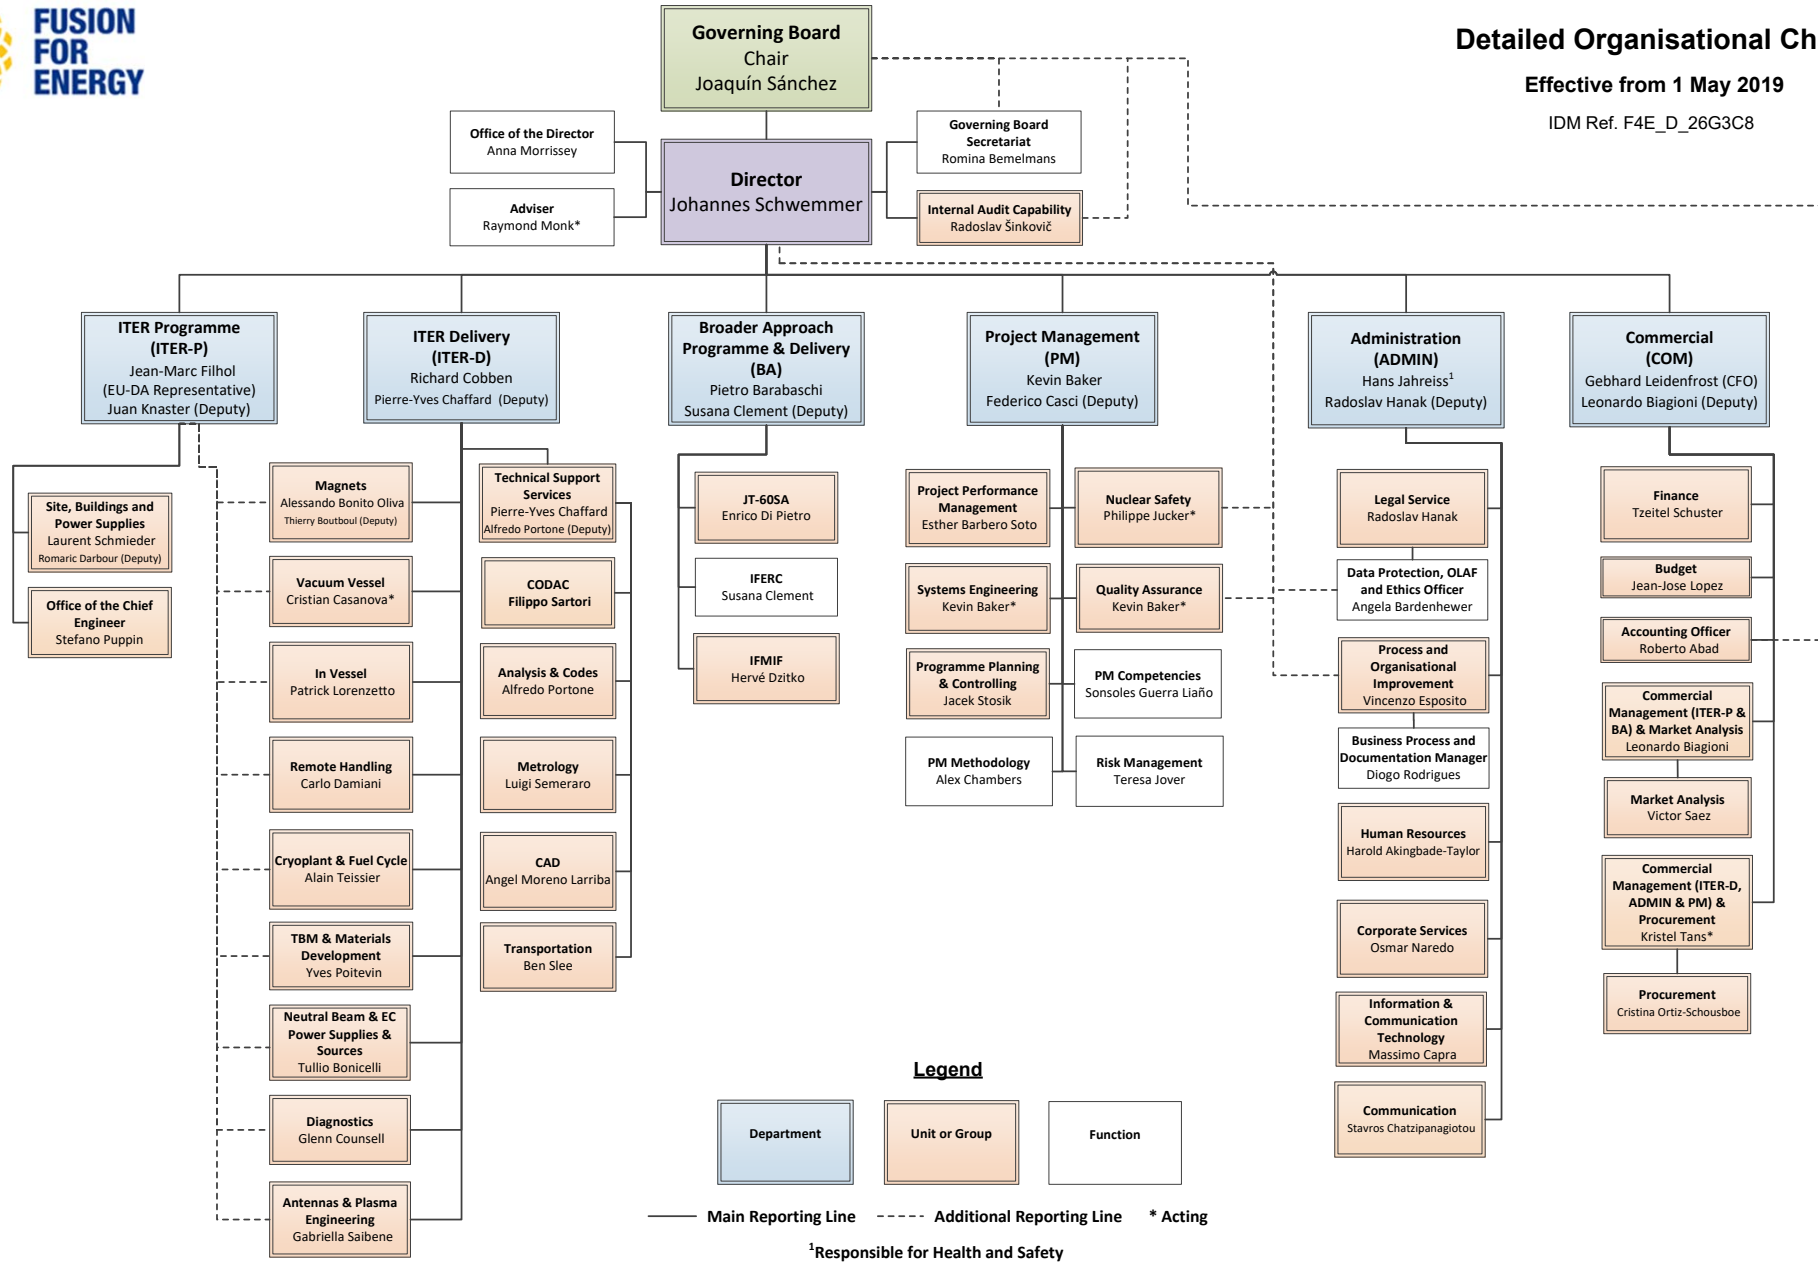 FUSION
FOR
ENERGY
Governing Board
Chair
Joaquín Sánchez
Detailed Organisational Ch
Effective from 1 May 2019
IDM Ref. F4E_D_26G3C8
Office of the Director
Anna Morrissey
Governing Board
Secretariat
Romina Bemelmans
Director
Johannes Schwemmer
Adviser
Raymond Monk*
Internal Audit Capability
Radoslav Šinkovič
ITER Programme
(ITER-P)
Jean-Marc Filhol
(EU-DA Representative)
Juan Knaster (Deputy)
ITER Delivery
(ITER-D)
Richard Cobben
Pierre-Yves Chaffard (Deputy)
Broader Approach
Programme & Delivery
(BA)
Pietro Barabaschi
Susana Clement (Deputy)
Project Management
(PM)
Kevin Baker
Federico Casci (Deputy)
Administration
(ADMIN)
Hans Jahreiss¹
Radoslav Hanak (Deputy)
Commercial
(COM)
Gebhard Leidenfrost (CFO)
Leonardo Biagioni (Deputy)
Site, Buildings and
Power Supplies
Laurent Schmieder
Romaric Darbour (Deputy)
Office of the Chief
Engineer
Stefano Puppin
Magnets
Alessando Bonito Oliva
Thierry Boutboul (Deputy)
Vacuum Vessel
Cristian Casanova*
In Vessel
Patrick Lorenzetto
Remote Handling
Carlo Damiani
Cryoplant & Fuel Cycle
Alain Teissier
TBM & Materials
Development
Yves Poitevin
Neutral Beam & EC
Power Supplies &
Sources
Tullio Bonicelli
Diagnostics
Glenn Counsell
Antennas & Plasma
Engineering
Gabriella Saibene
Technical Support
Services
Pierre-Yves Chaffard
Alfredo Portone (Deputy)
CODAC
Filippo Sartori
Analysis & Codes
Alfredo Portone
Metrology
Luigi Semeraro
CAD
Angel Moreno Larriba
Transportation
Ben Slee
JT-60SA
Enrico Di Pietro
IFERC
Susana Clement
IFMIF
Hervé Dzitko
Project Performance
Management
Esther Barbero Soto
Nuclear Safety
Philippe Jucker*
Systems Engineering
Kevin Baker*
Quality Assurance
Kevin Baker*
Programme Planning
& Controlling
Jacek Stosik
PM Competencies
Sonsoles Guerra Liaño
PM Methodology
Alex Chambers
Risk Management
Teresa Jover
Legal Service
Radoslav Hanak
Data Protection, OLAF
and Ethics Officer
Angela Bardenhewer
Process and
Organisational
Improvement
Vincenzo Esposito
Business Process and
Documentation Manager
Diogo Rodrigues
Human Resources
Harold Akingbade-Taylor
Corporate Services
Osmar Naredo
Information &
Communication
Technology
Massimo Capra
Communication
Stavros Chatzipanagiotou
Finance
Tzeitel Schuster
Budget
Jean-Jose Lopez
Accounting Officer
Roberto Abad
Commercial
Management (ITER-P &
BA) & Market Analysis
Leonardo Biagioni
Market Analysis
Victor Saez
Commercial
Management (ITER-D,
ADMIN & PM) &
Procurement
Kristel Tans*
Procurement
Cristina Ortiz-Schousboe
Legend
Department
Unit or Group
Function
Main Reporting Line
Additional Reporting Line
* Acting
¹Responsible for Health and Safety